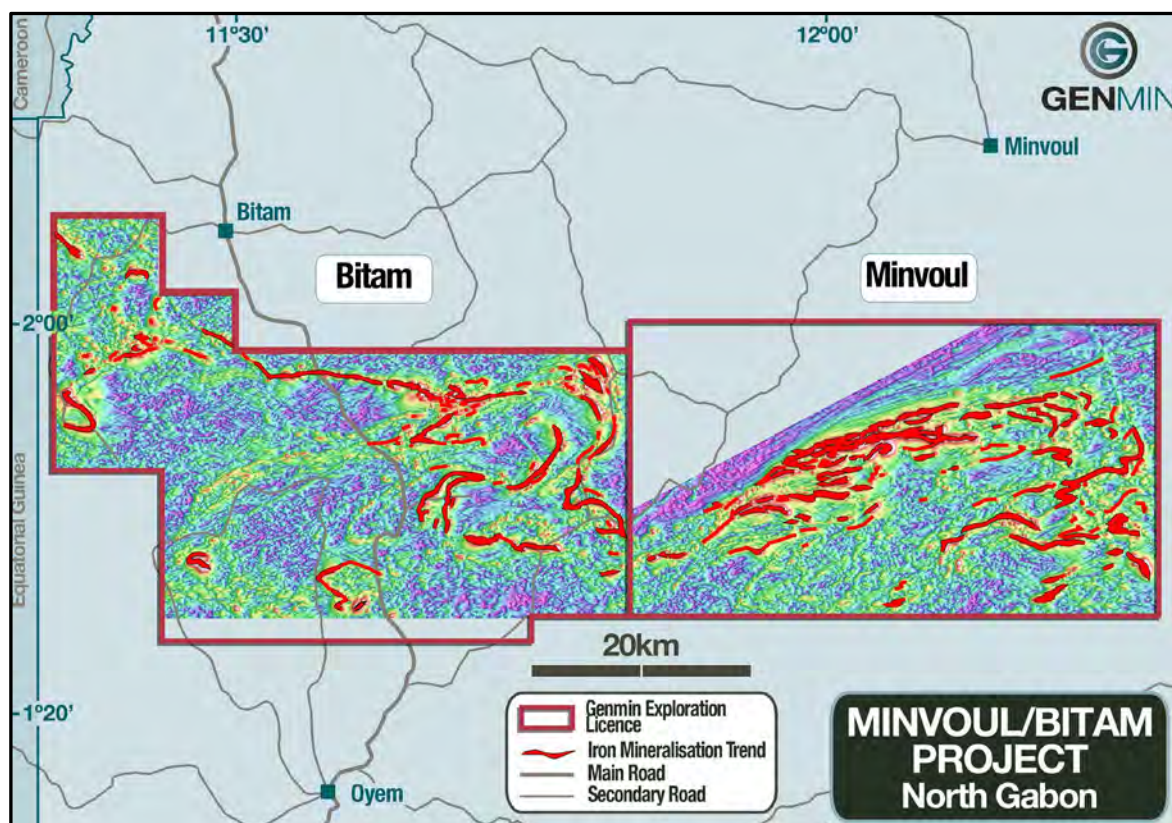 11°30'
12°00'
Cameroon
GENMIN
Minvoul
Bitam
Bitam
Minvoul
2°00'
Equatorial Guinea
20km
1°20'
Genmin Exploration
Licence
Iron Mineralisation Trend
Main Road
Secondary Road
Oyem
MINVOUL/BITAM
PROJECT
North Gabon